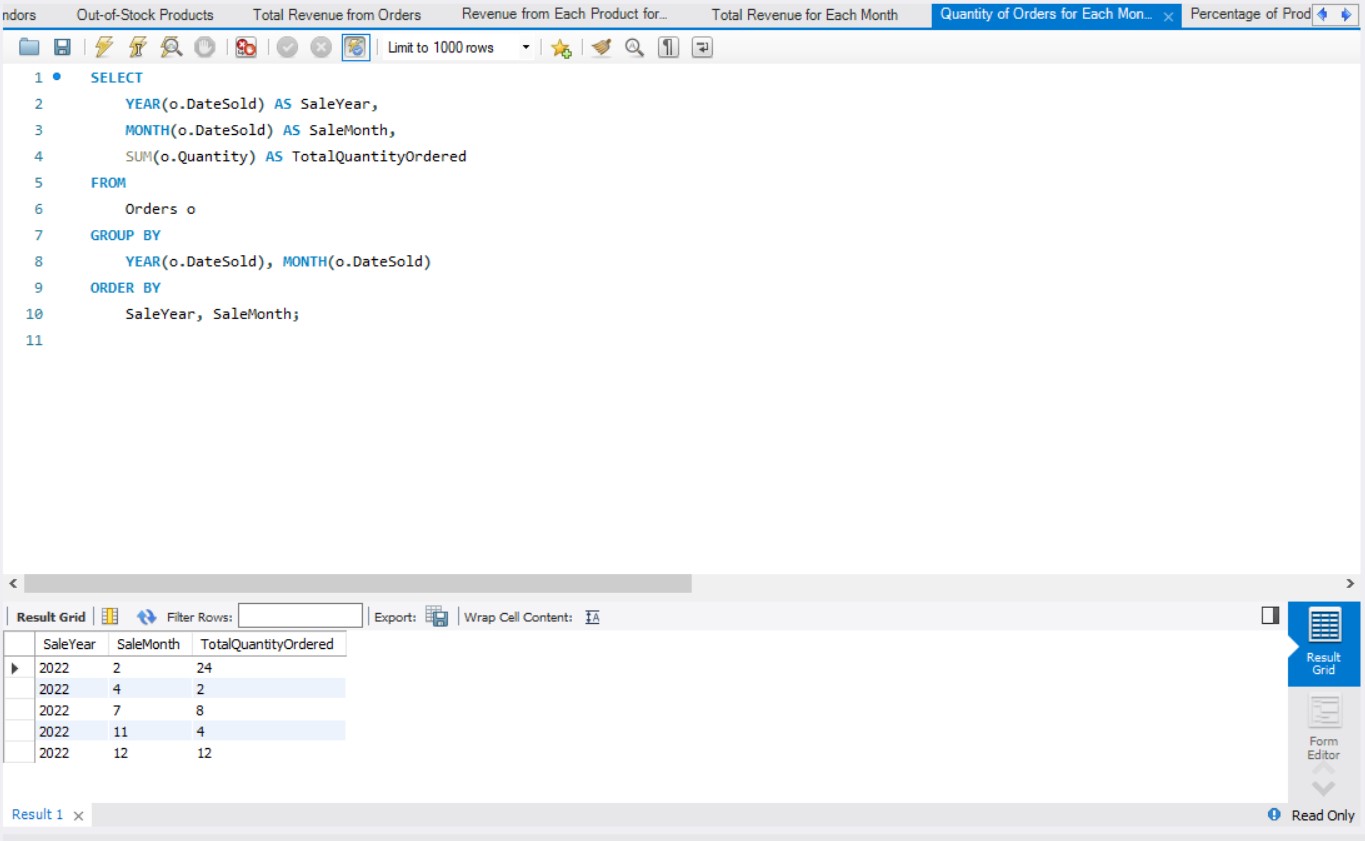 ndors Out-of-Stock Products Total Revenue from Orders Revenue from Each Product for... Total Revenue for Each Month Quantity of Orders for Each Mon... Percentage of Prod
Limit to 1000 rows
1 SELECT
2 YEAR(o.DateSold) AS SaleYear,
3 MONTH(o.DateSold) AS SaleMonth,
4 SUM(o.Quantity) AS TotalQuantityOrdered
5 FROM
6 Orders o
7 GROUP BY
8 YEAR(o.DateSold), MONTH(o.DateSold)
9 ORDER BY
10 SaleYear, SaleMonth;
11
Result Grid Filter Rows: Export: Wrap Cell Content:
SaleYear SaleMonth TotalQuantityOrdered
2022 2 24
2022 4 2
2022 7 8
2022 11 4
2022 12 12
Result
Grid
Form
Editor
Result 1 Read Only